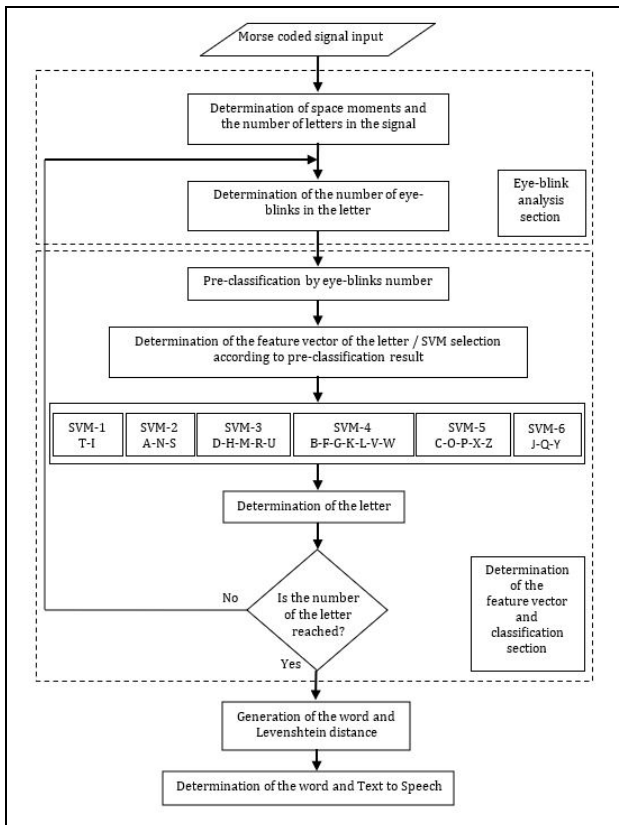 Morse coded signal input
Determination of space moments and
the number of letters in the signal
Determination of the number of eye-
blinks in the letter
Eye-blink
analysis
section
Pre-classification by eye-blinks number
Determination of the feature vector of the letter / SVM selection
according to pre-classification result
SVM-1
T-I
SVM-2
A-N-S
SVM-3
D-H-M-R-U
SVM-4
B-F-G-K-L-V-W
SVM-5
C-O-P-X-Z
SVM-6
J-Q-Y
Determination of the letter
Is the number
of the letter
reached?
No
Yes
Determination
of the
feature vector
and
classification
section
Generation of the word and
Levenshtein distance
Determination of the word and Text to Speech